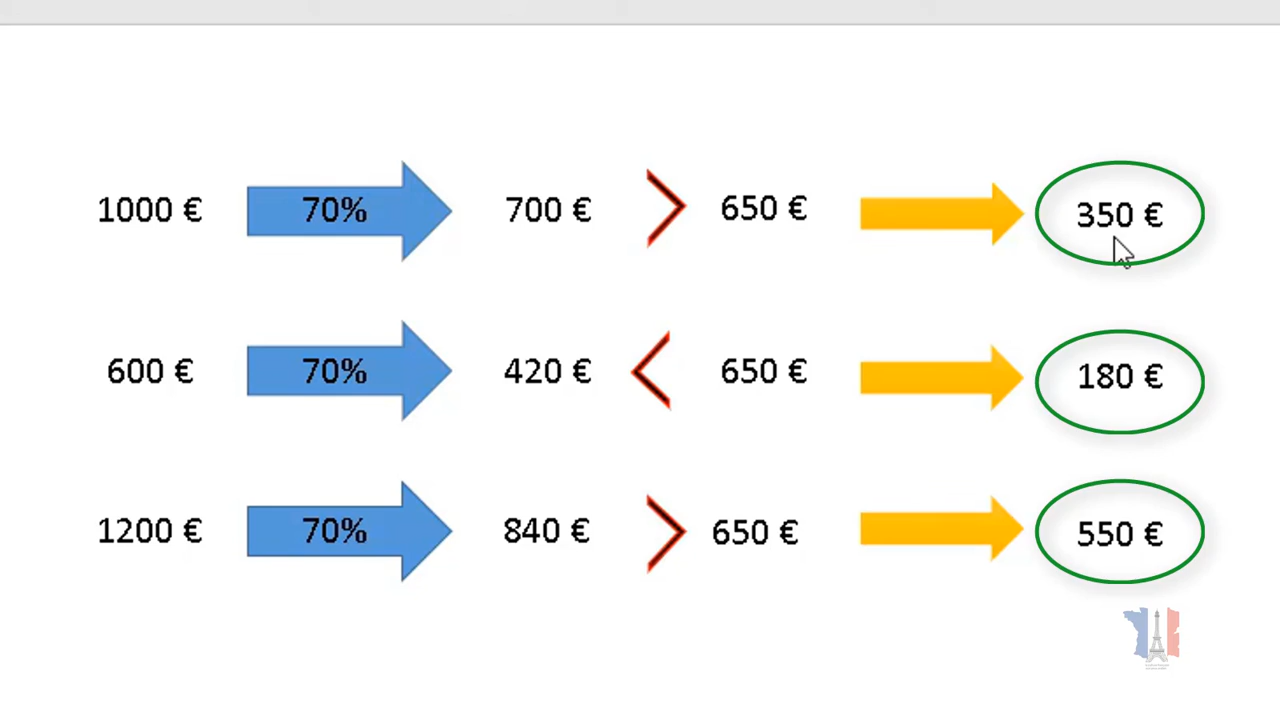 1000 € 70% 700 € > 650 € 350 €
600 € 70% 420 € < 650 € 180 €
1200 € 70% 840 € > 650 € 550 €